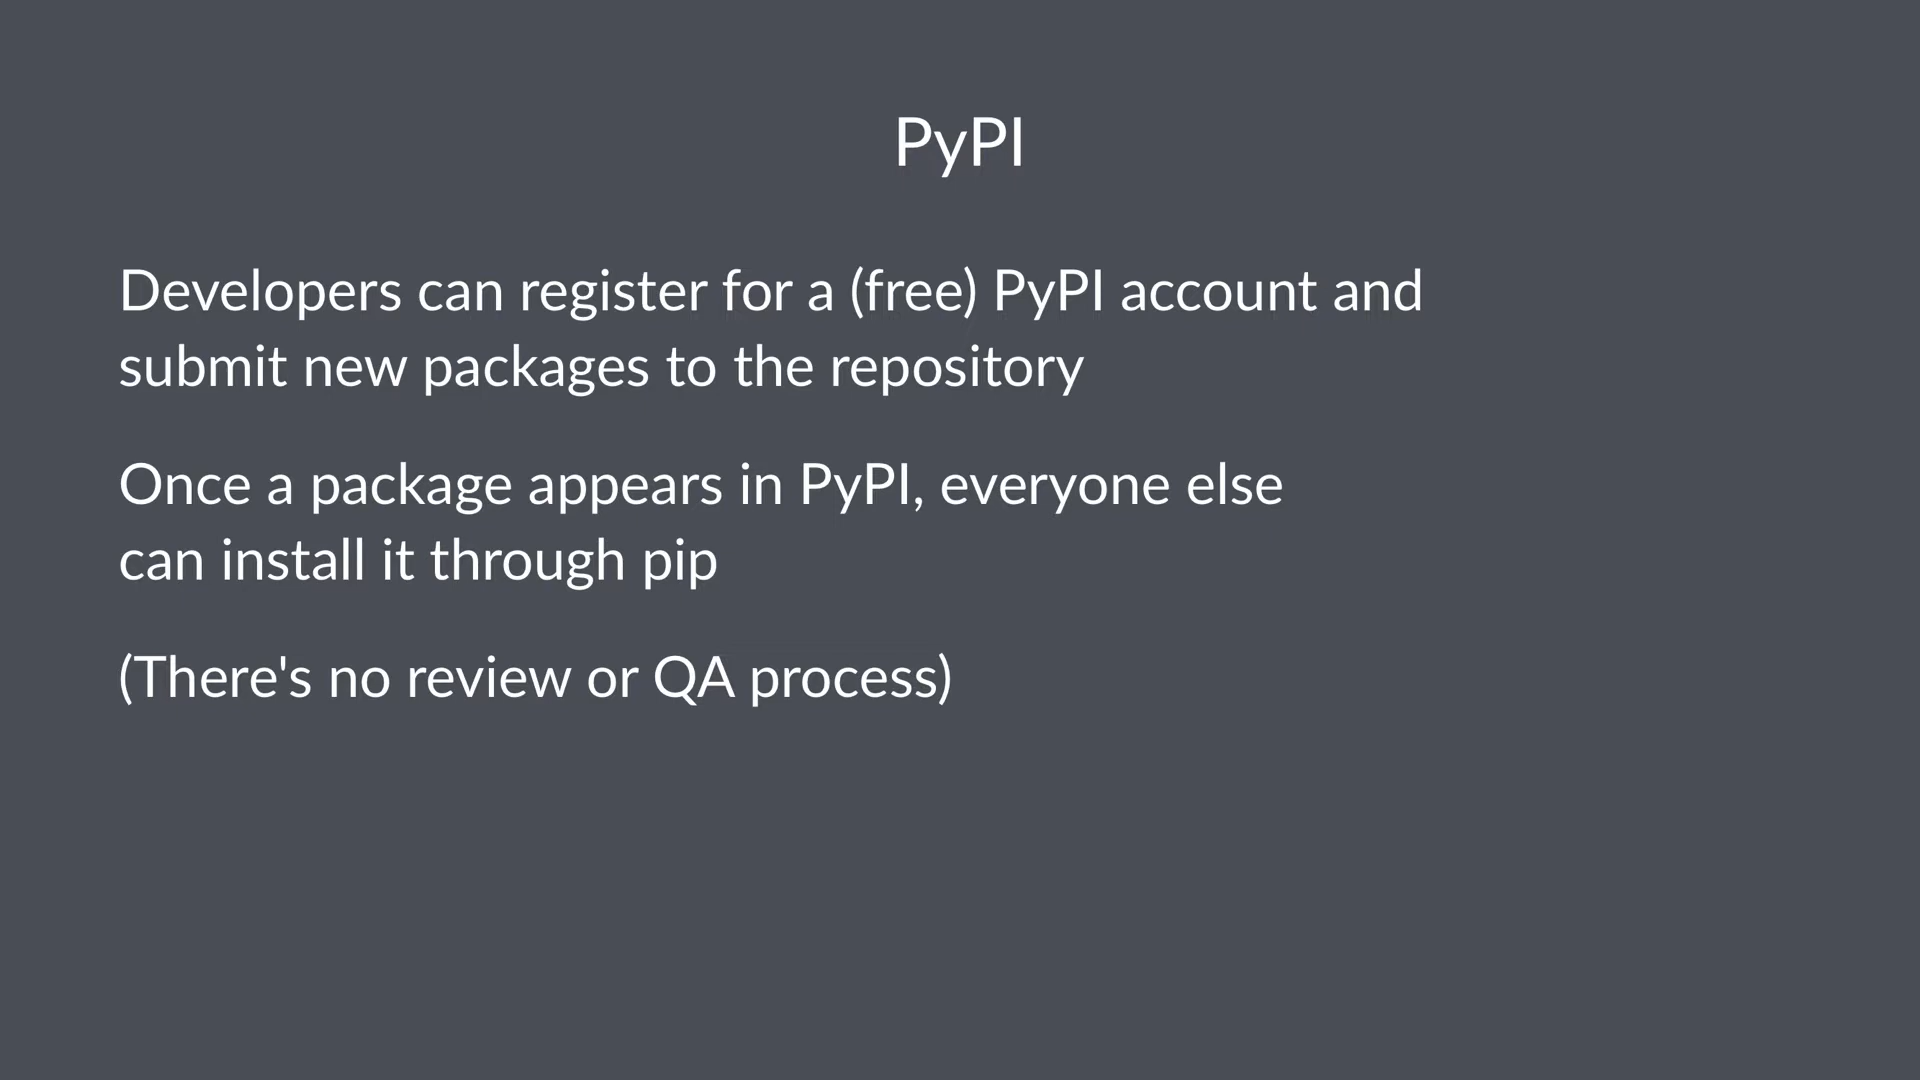 PyPI
Developers can register for a (free) PyPI account and
submit new packages to the repository
Once a package appears in PyPI, everyone else
can install it through pip
(There's no review or QA process)